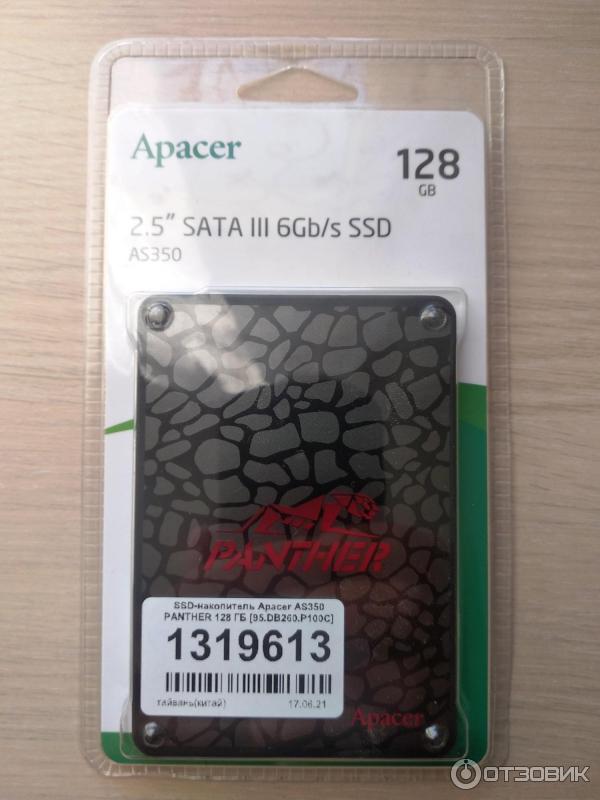 Apacer
128
GB
2.5" SATA III 6Gb/s SSD
AS350
PANTHER
SSD-накопитель Apacer AS350
PANTHER 128 ГБ [95.DB260.P100C]
1319613
тайвань(китай) 17.06.21
Apacer
ОТЗОВИК